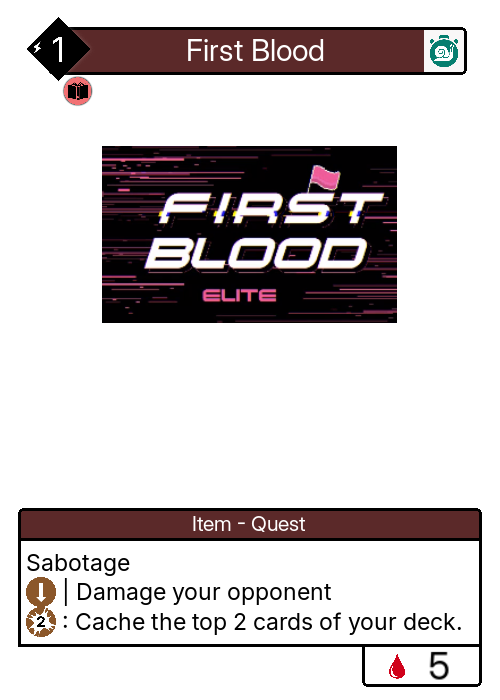 1
First Blood
FIRST
BLOOD
ELITE
Item - Quest
Sabotage
| Damage your opponent
2 : Cache the top 2 cards of your deck.
5